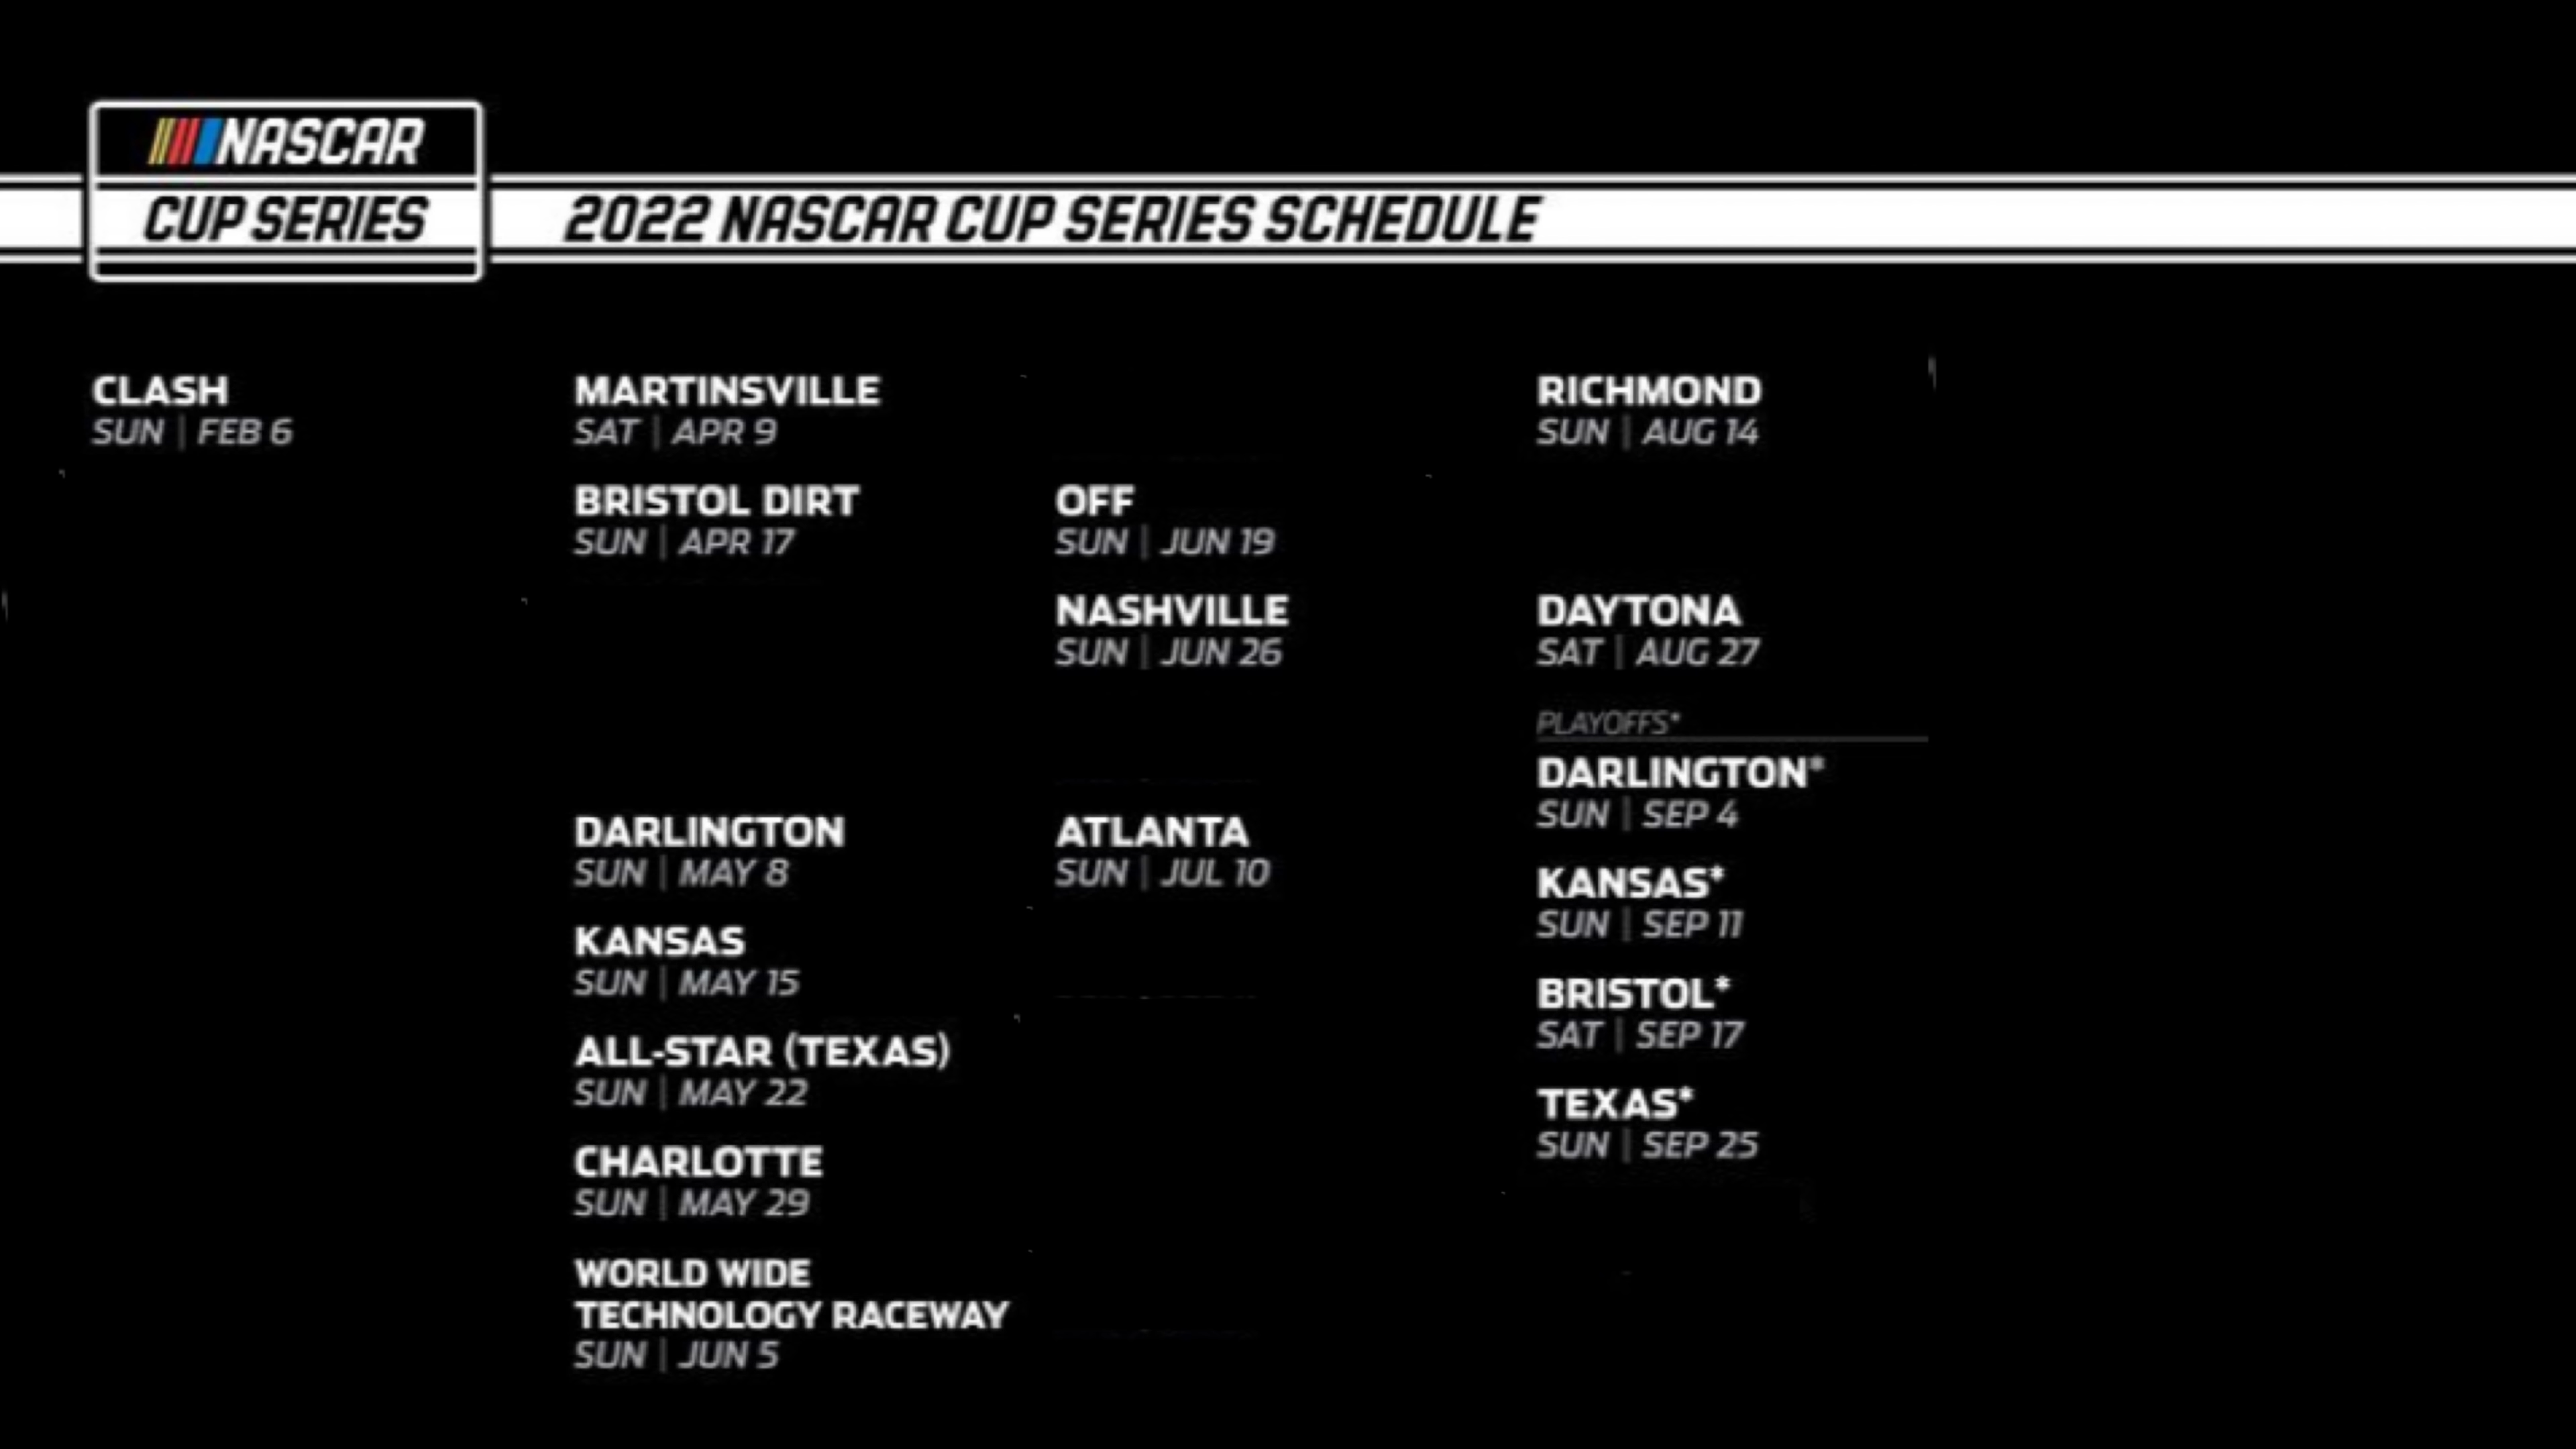 NASCAR
CUP SERIES
2022 NASCAR CUP SERIES SCHEDULE
CLASH
SUN | FEB 6
MARTINSVILLE
SAT | APR 9
BRISTOL DIRT
SUN | APR 17
DARLINGTON
SUN | MAY 8
KANSAS
SUN | MAY 15
ALL-STAR (TEXAS)
SUN | MAY 22
CHARLOTTE
SUN | MAY 29
WORLD WIDE
TECHNOLOGY RACEWAY
SUN | JUN 5
OFF
SUN | JUN 19
NASHVILLE
SUN | JUN 26
ATLANTA
SUN | JUL 10
RICHMOND
SUN | AUG 14
DAYTONA
SAT | AUG 27
PLAYOFFS*
DARLINGTON*
SUN | SEP 4
KANSAS*
SUN | SEP 11
BRISTOL*
SAT | SEP 17
TEXAS*
SUN | SEP 25